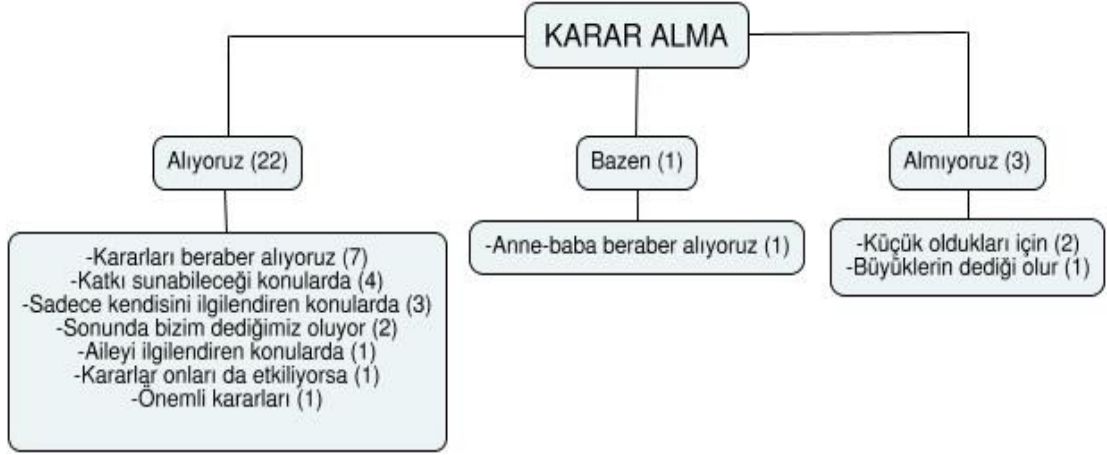 KARAR ALMA
Alıyoruz (22)
Bazen (1)
Almıyoruz (3)
-Kararları beraber alıyoruz (7)
-Katkı sunabileceği konularda (4)
-Sadece kendisini ilgilendiren konularda (3)
-Sonunda bizim dediğimiz oluyor (2)
-Aileyi ilgilendiren konularda (1)
-Kararlar onları da etkiliyorsa (1)
-Önemli kararları (1)
-Anne-baba beraber alıyoruz (1)
-Küçük oldukları için (2)
-Büyüklerin dediği olur (1)